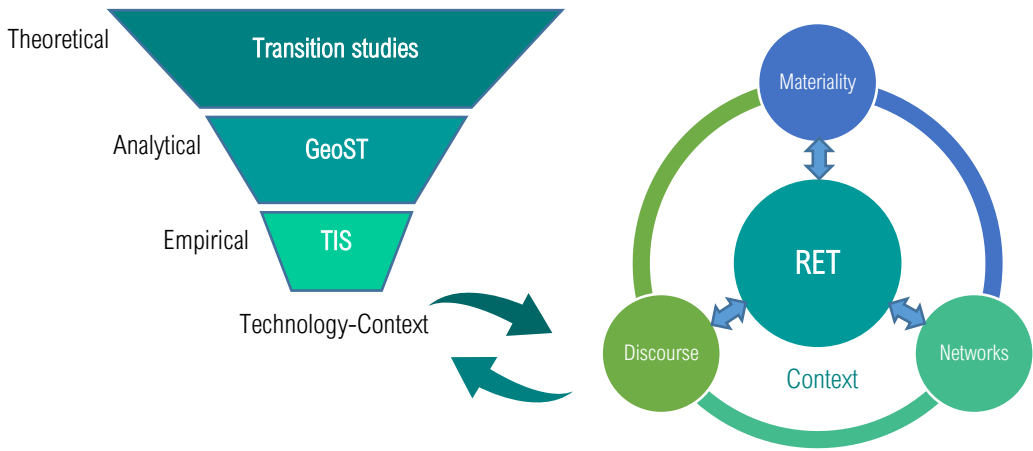 Theoretical
Transition studies
Analytical
GeoST
Empirical
TIS
Technology-Context
Materiality
RET
Discourse
Networks
Context